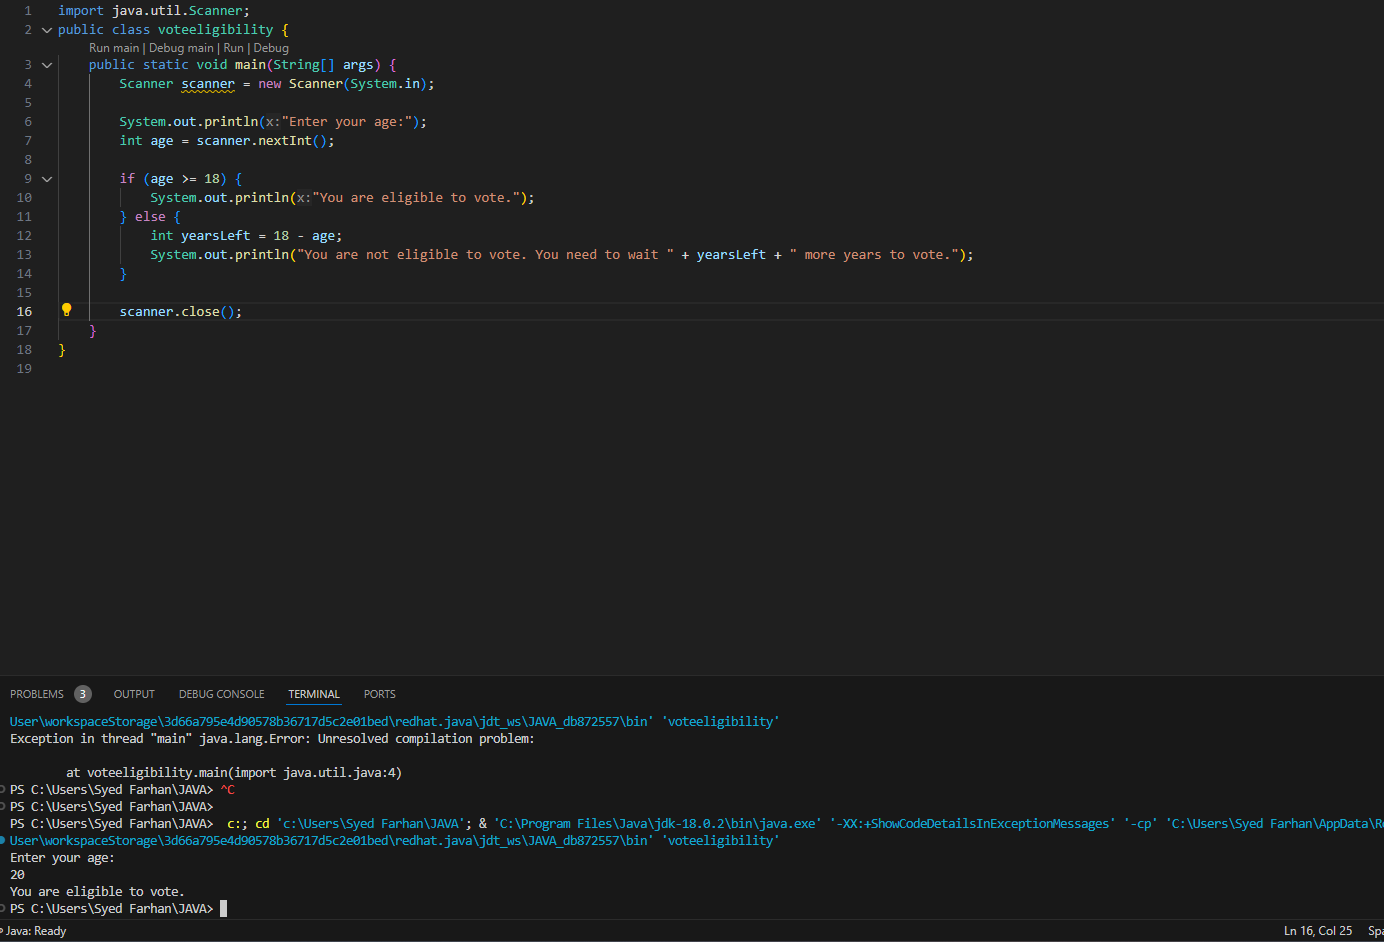 1 import java.util.Scanner;
2 public class voteeligibility {
Run main | Debug main | Run | Debug
3 public static void main(String[] args) {
4 Scanner scanner = new Scanner(System.in);
5
6 System.out.println(x:"Enter your age:");
7 int age = scanner.nextInt();
8
9 if (age >= 18) {
10 System.out.println(x:"You are eligible to vote.");
11 } else {
12 int yearsLeft = 18 - age;
13 System.out.println("You are not eligible to vote. You need to wait " + yearsLeft + " more years to vote.");
14 }
15
16 scanner.close();
17 }
18 }
19
PROBLEMS 3 OUTPUT DEBUG CONSOLE TERMINAL PORTS
User\workspaceStorage\3d66a795e4d90578b36717d5c2e01bed\redhat.java\jdt_ws\JAVA_db872557\bin' 'voteeligibility'
Exception in thread "main" java.lang.Error: Unresolved compilation problem:
at voteeligibility.main(import java.util.java:4)
PS C:\Users\Syed Farhan\JAVA> ^C
PS C:\Users\Syed Farhan\JAVA>
PS C:\Users\Syed Farhan\JAVA> c:; cd 'c:\Users\Syed Farhan\JAVA'; & 'C:\Program Files\Java\jdk-18.0.2\bin\java.exe' '-XX:+ShowCodeDetailsInExceptionMessages' '-cp' 'C:\Users\Syed Farhan\AppData\R
User\workspaceStorage\3d66a795e4d90578b36717d5c2e01bed\redhat.java\jdt_ws\JAVA_db872557\bin' 'voteeligibility'
Enter your age:
20
You are eligible to vote.
PS C:\Users\Syed Farhan\JAVA>
Java: Ready Ln 16, Col 25 Spa